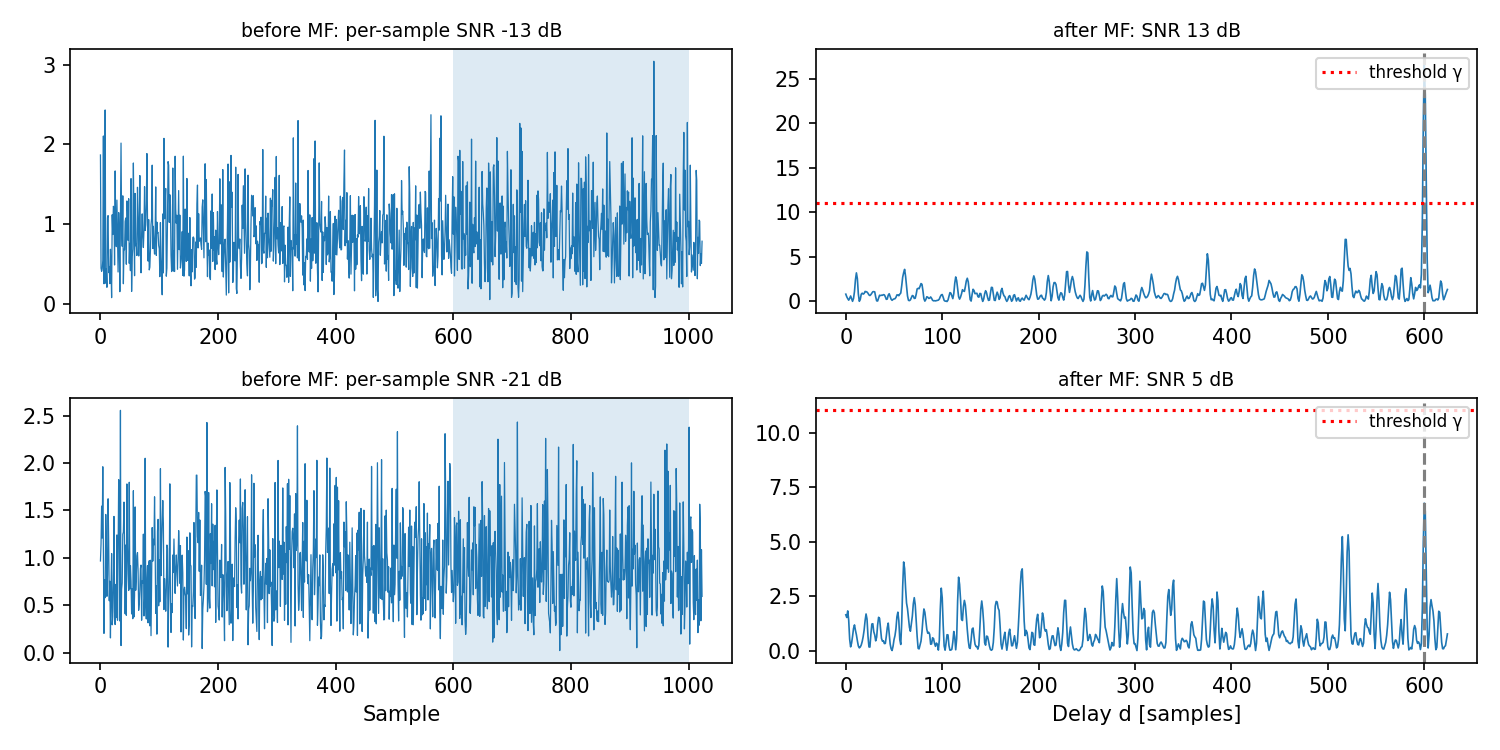 before MF: per-sample SNR -13 dB
3
2
1
0
0 200 400 600 800 1000
after MF: SNR 13 dB
threshold γ
25
20
15
10
5
0
0 100 200 300 400 500 600
before MF: per-sample SNR -21 dB
2.5
2.0
1.5
1.0
0.5
0.0
0 200 400 600 800 1000
Sample
after MF: SNR 5 dB
threshold γ
10.0
7.5
5.0
2.5
0.0
0 100 200 300 400 500 600
Delay d [samples]